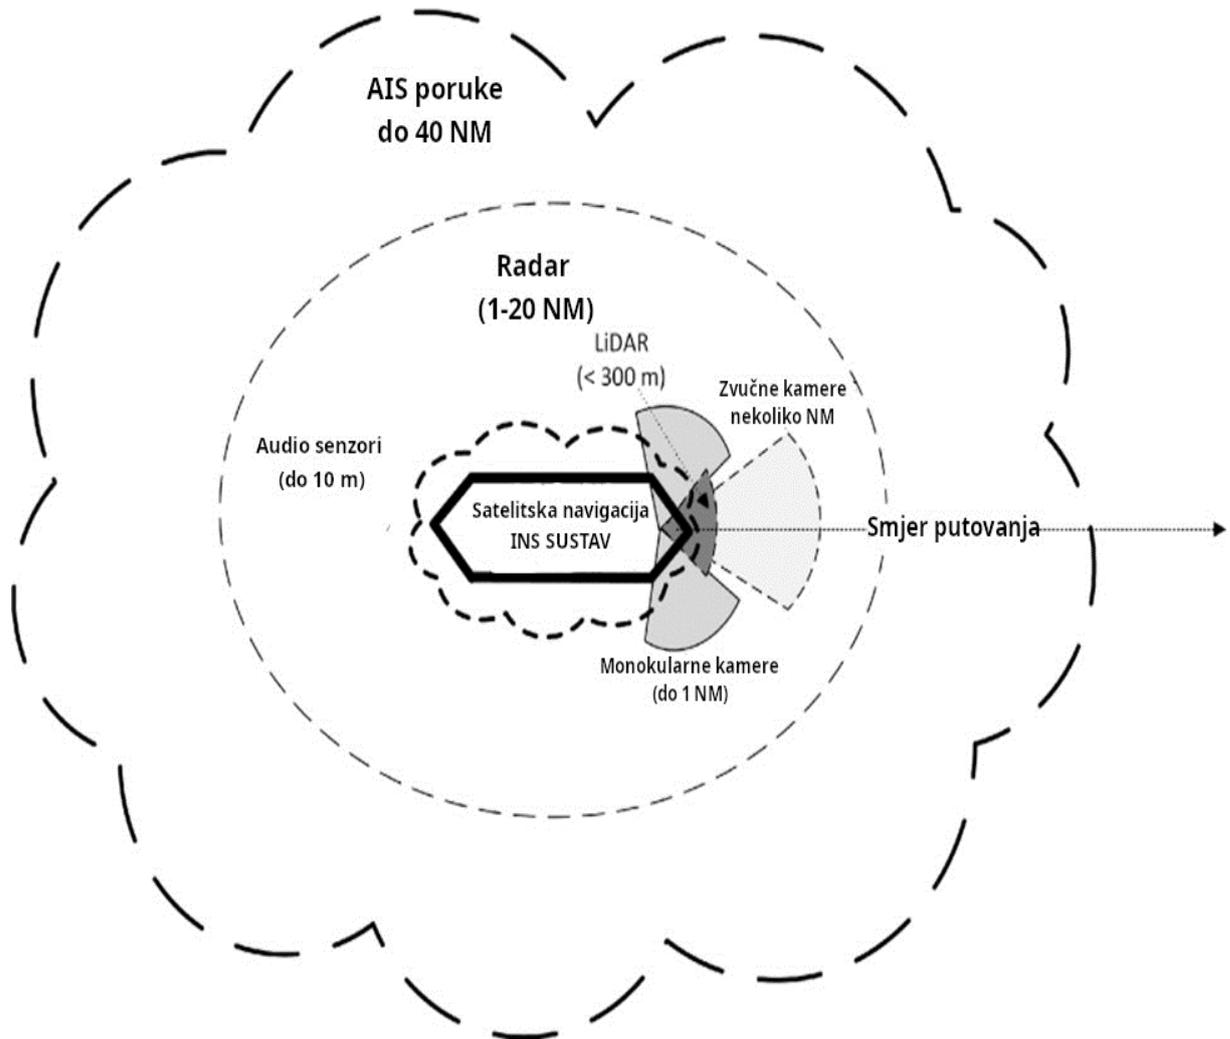 AIS poruke
do 40 NM
Radar
(1-20 NM)
LiDAR
(< 300 m)
Zvučne kamere
nekoliko NM
Audio senzori
(do 10 m)
Satelitska navigacija
INS SUSTAV
Smjer putovanja
Monokularne kamere
(do 1 NM)